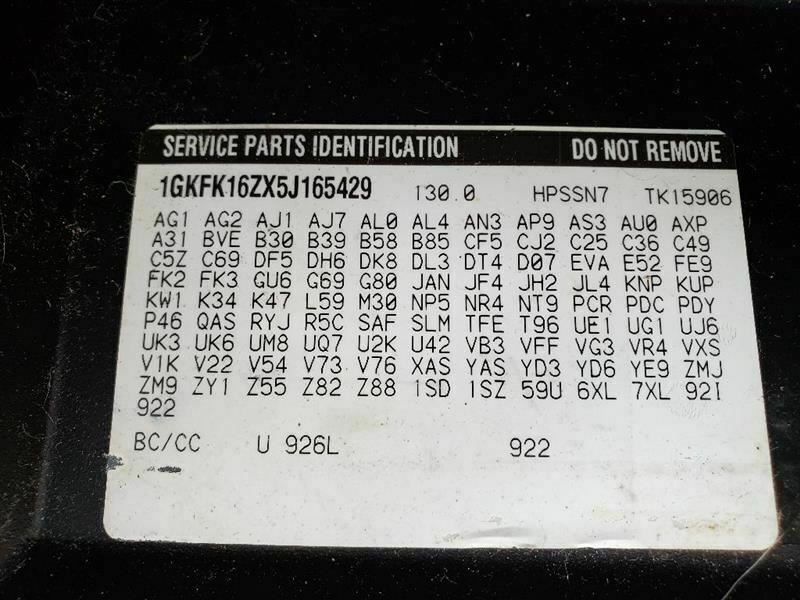 SERVICE PARTS IDENTIFICATION DO NOT REMOVE
1GKFK16ZX5J165429 130.0 HPSSN7 TK15906
AG1 AG2 AJ1 AJ7 AL0 AL4 AN3 AP9 AS3 AU0 AXP
A31 BVE B30 B39 B58 B85 CF5 CJ2 C25 C36 C49
C5Z C69 DF5 DH6 DK8 DL3 DT4 D07 EVA E52 FE9
FK2 FK3 GU6 G69 G80 JAN JF4 JH2 JL4 KNP KUP
KW1 K34 K47 L59 M30 NP5 NR4 NT9 PCR PDC PDY
P46 QAS RYJ R5C SAF SLM TFE T96 UE1 UG1 UJ6
UK3 UK6 UM8 UQ7 U2K U42 VB3 VFF VG3 VR4 VXS
V1K V22 V54 V73 V76 XAS YAS YD3 YD6 YE9 ZMJ
ZM9 ZY1 Z55 Z82 Z88 1SD 1SZ 59U 6XL 7XL 92I
922
BC/CC U 926L 922